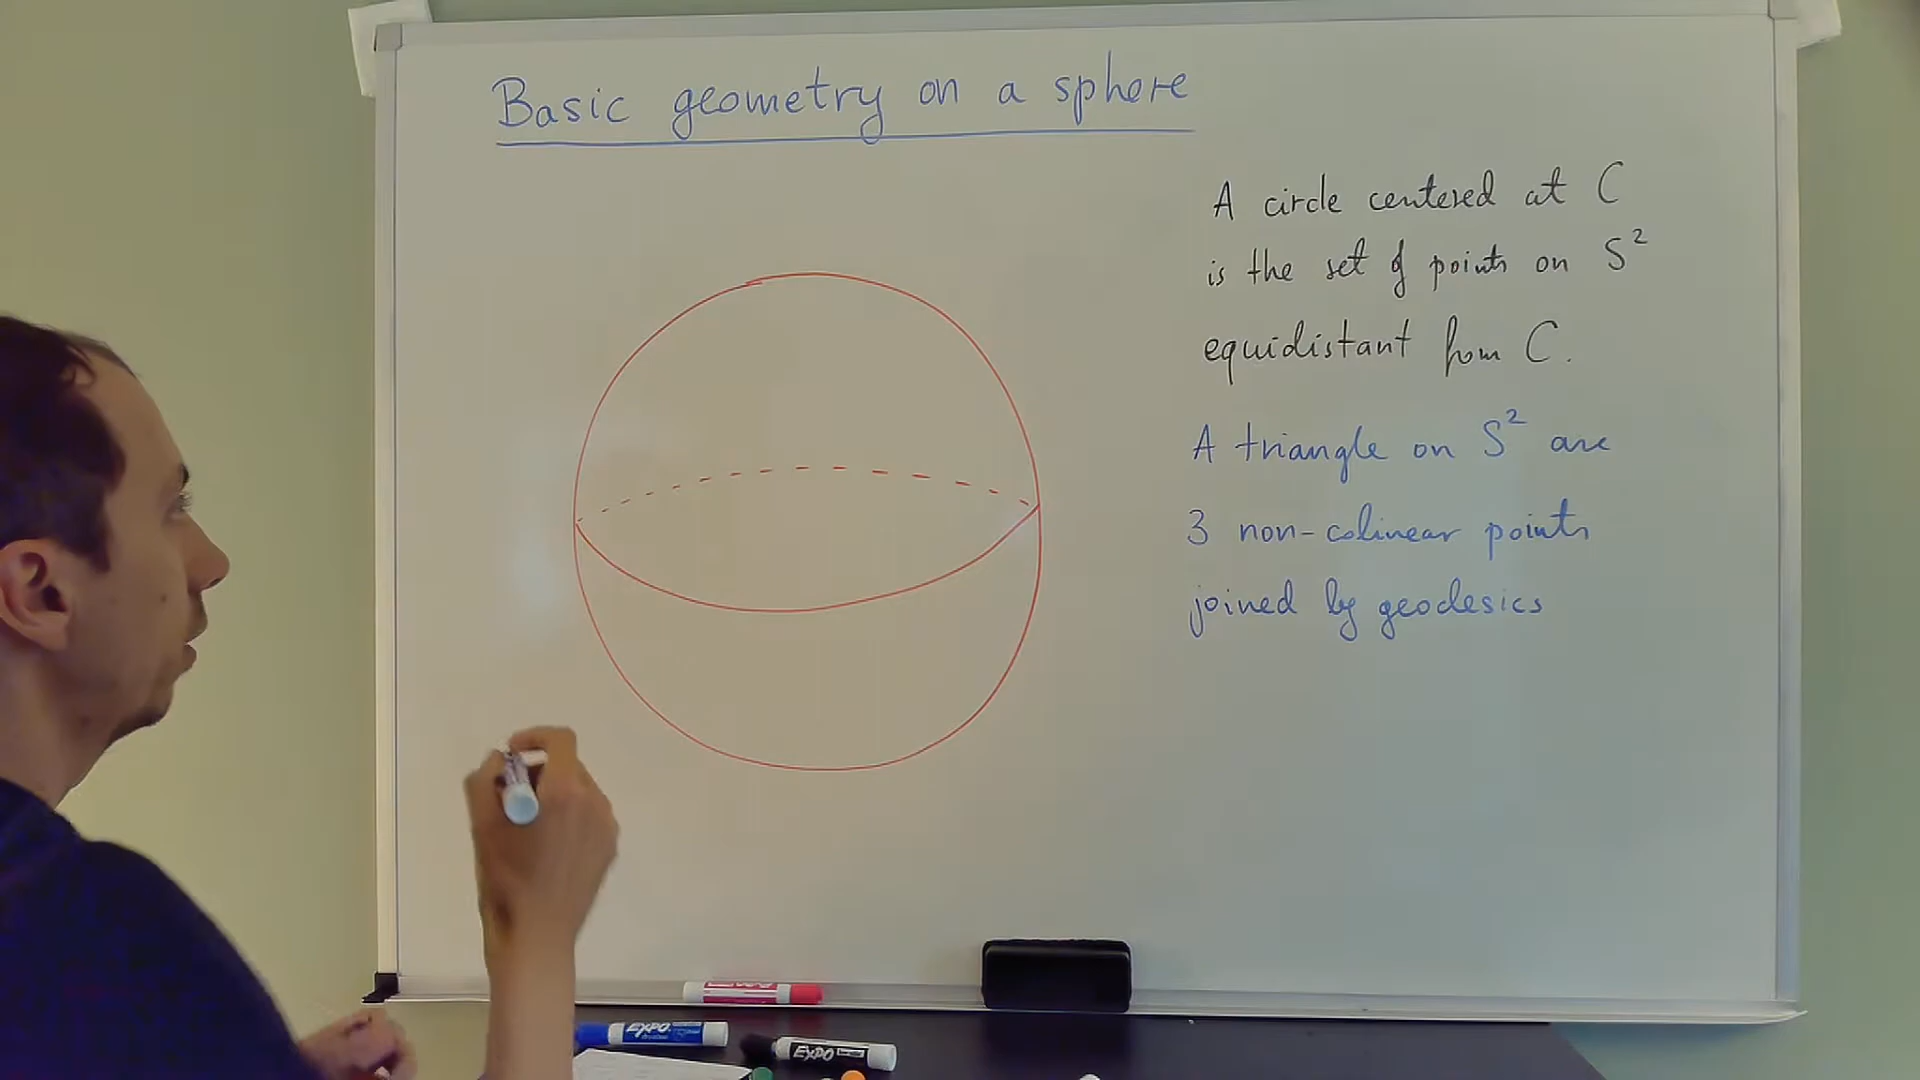 Basic geometry on a sphere
A circle centered at C
is the set of points on S²
equidistant from C.
A triangle on S² are
3 non-colinear points
joined by geodesics
EXPO
EXPO